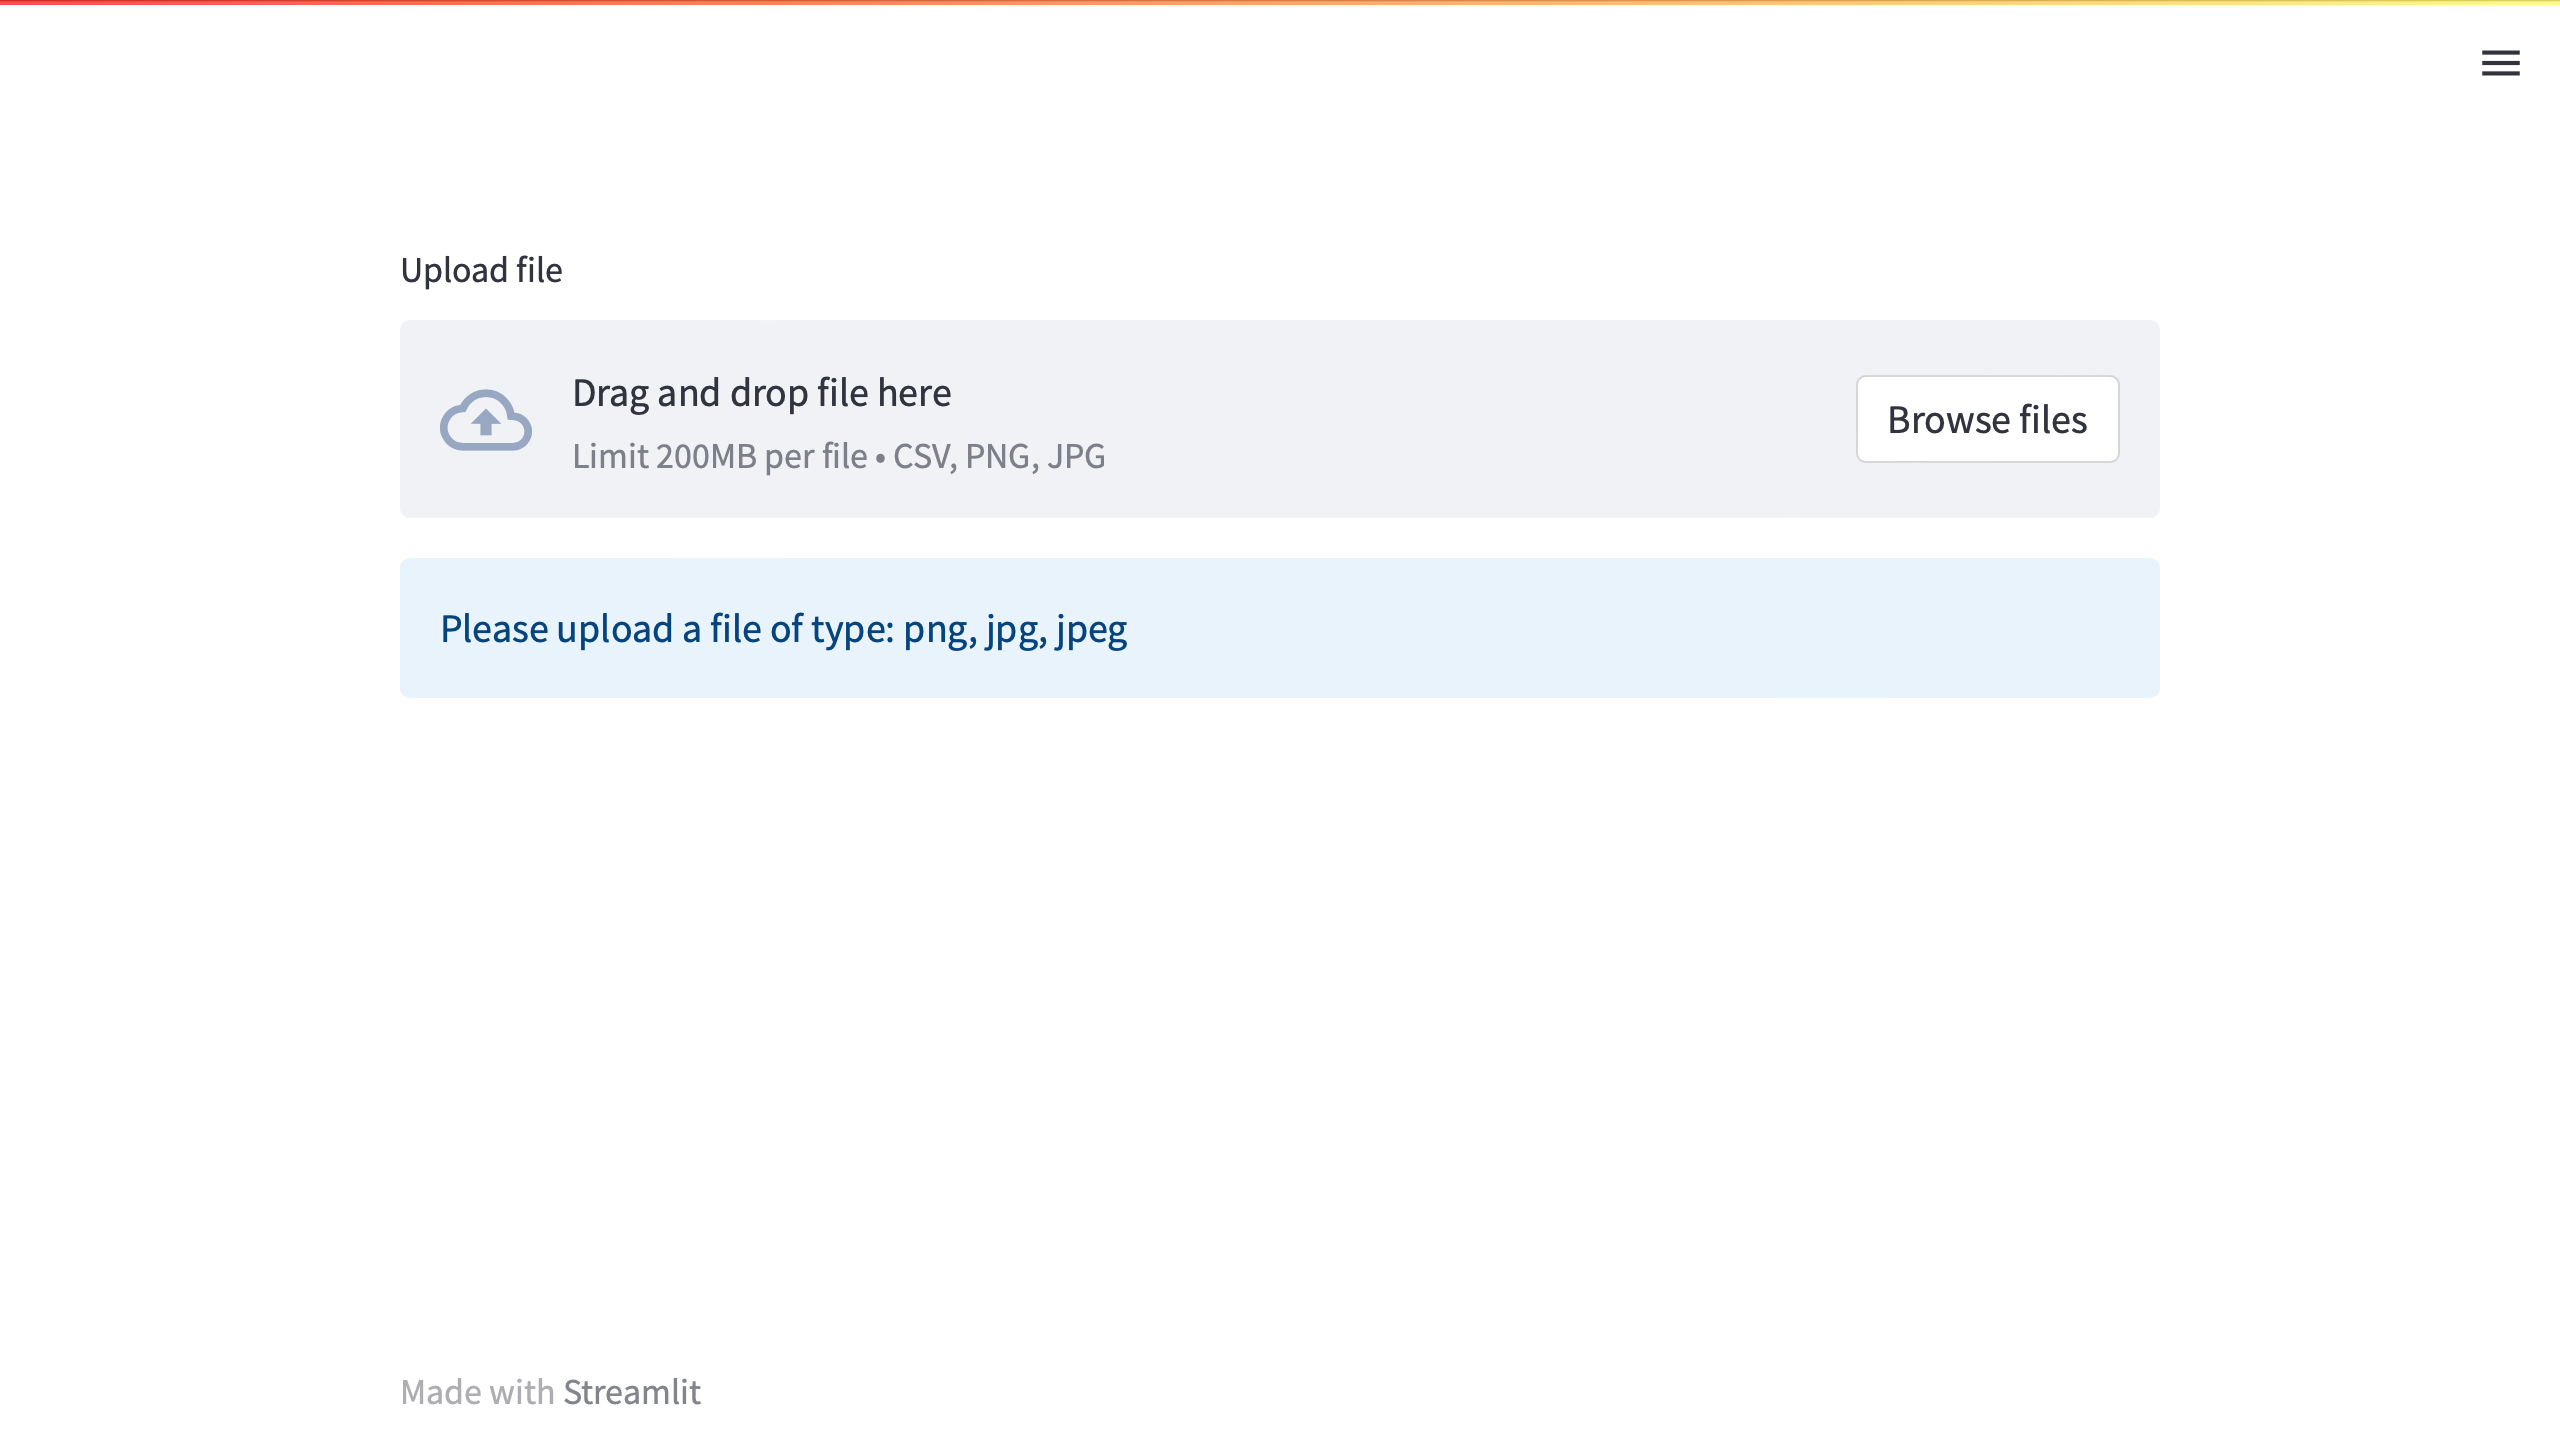 Upload file
Drag and drop file here
Limit 200MB per file • CSV, PNG, JPG
Browse files
Please upload a file of type: png, jpg, jpeg
Made with Streamlit